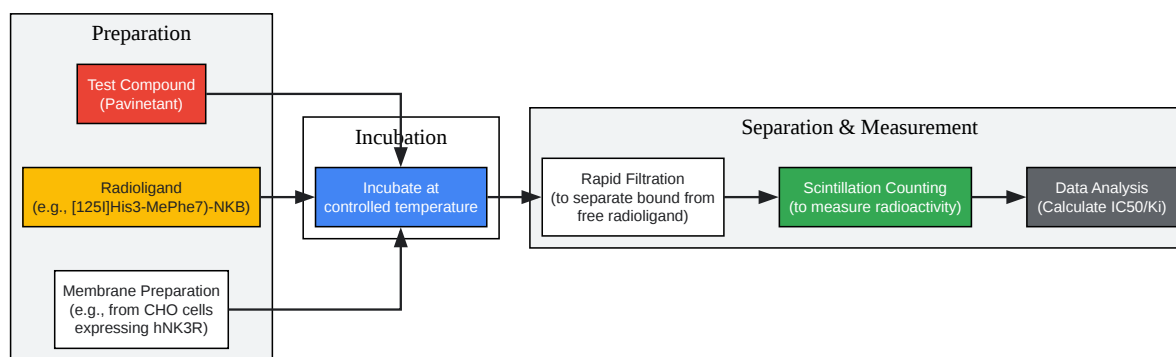 Preparation
Test Compound
(Pavinetant)
Radioligand
(e.g., [125I]His3-MePhe7)-NKB)
Membrane Preparation
(e.g., from CHO cells
expressing hNK3R)
Incubation
Incubate at
controlled temperature
Separation & Measurement
Rapid Filtration
(to separate bound from
free radioligand)
Scintillation Counting
(to measure radioactivity)
Data Analysis
(Calculate IC50/Ki)